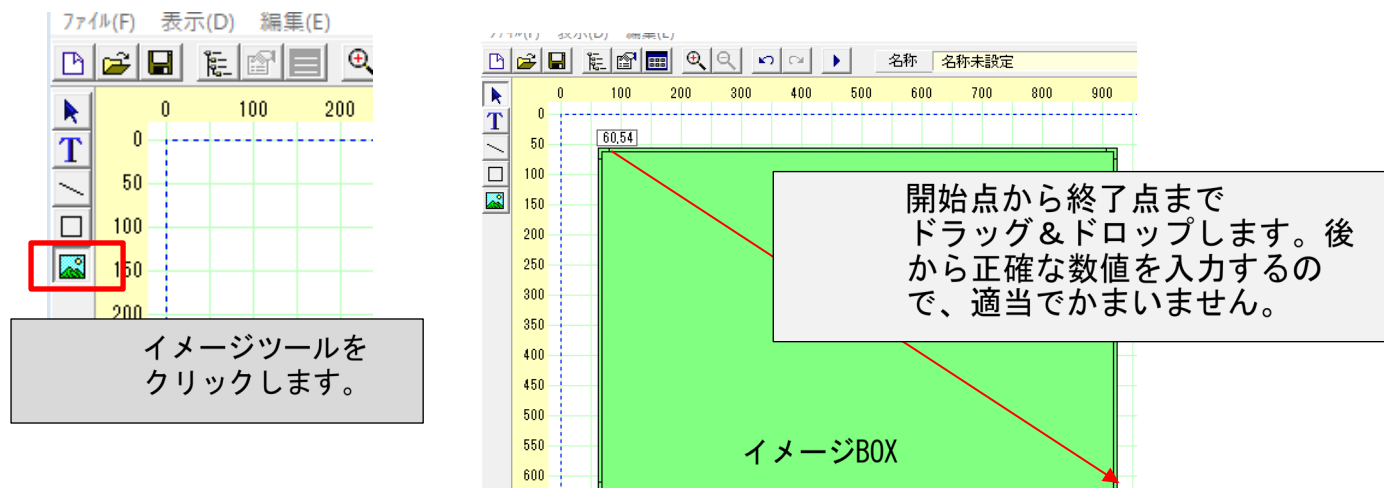 ファイル(F) 表示(D) 編集(E)
0 100 200
0
50
100
150
200
イメージツールを
クリックします。
名称 名称未設定
0 100 200 300 400 500 600 700 800 900
0
50
100
150
200
250
300
350
400
450
500
550
600
60,54
開始点から終了点まで
ドラッグ＆ドロップします。後
から正確な数値を入力するの
で、適当でかまいません。
イメージBOX